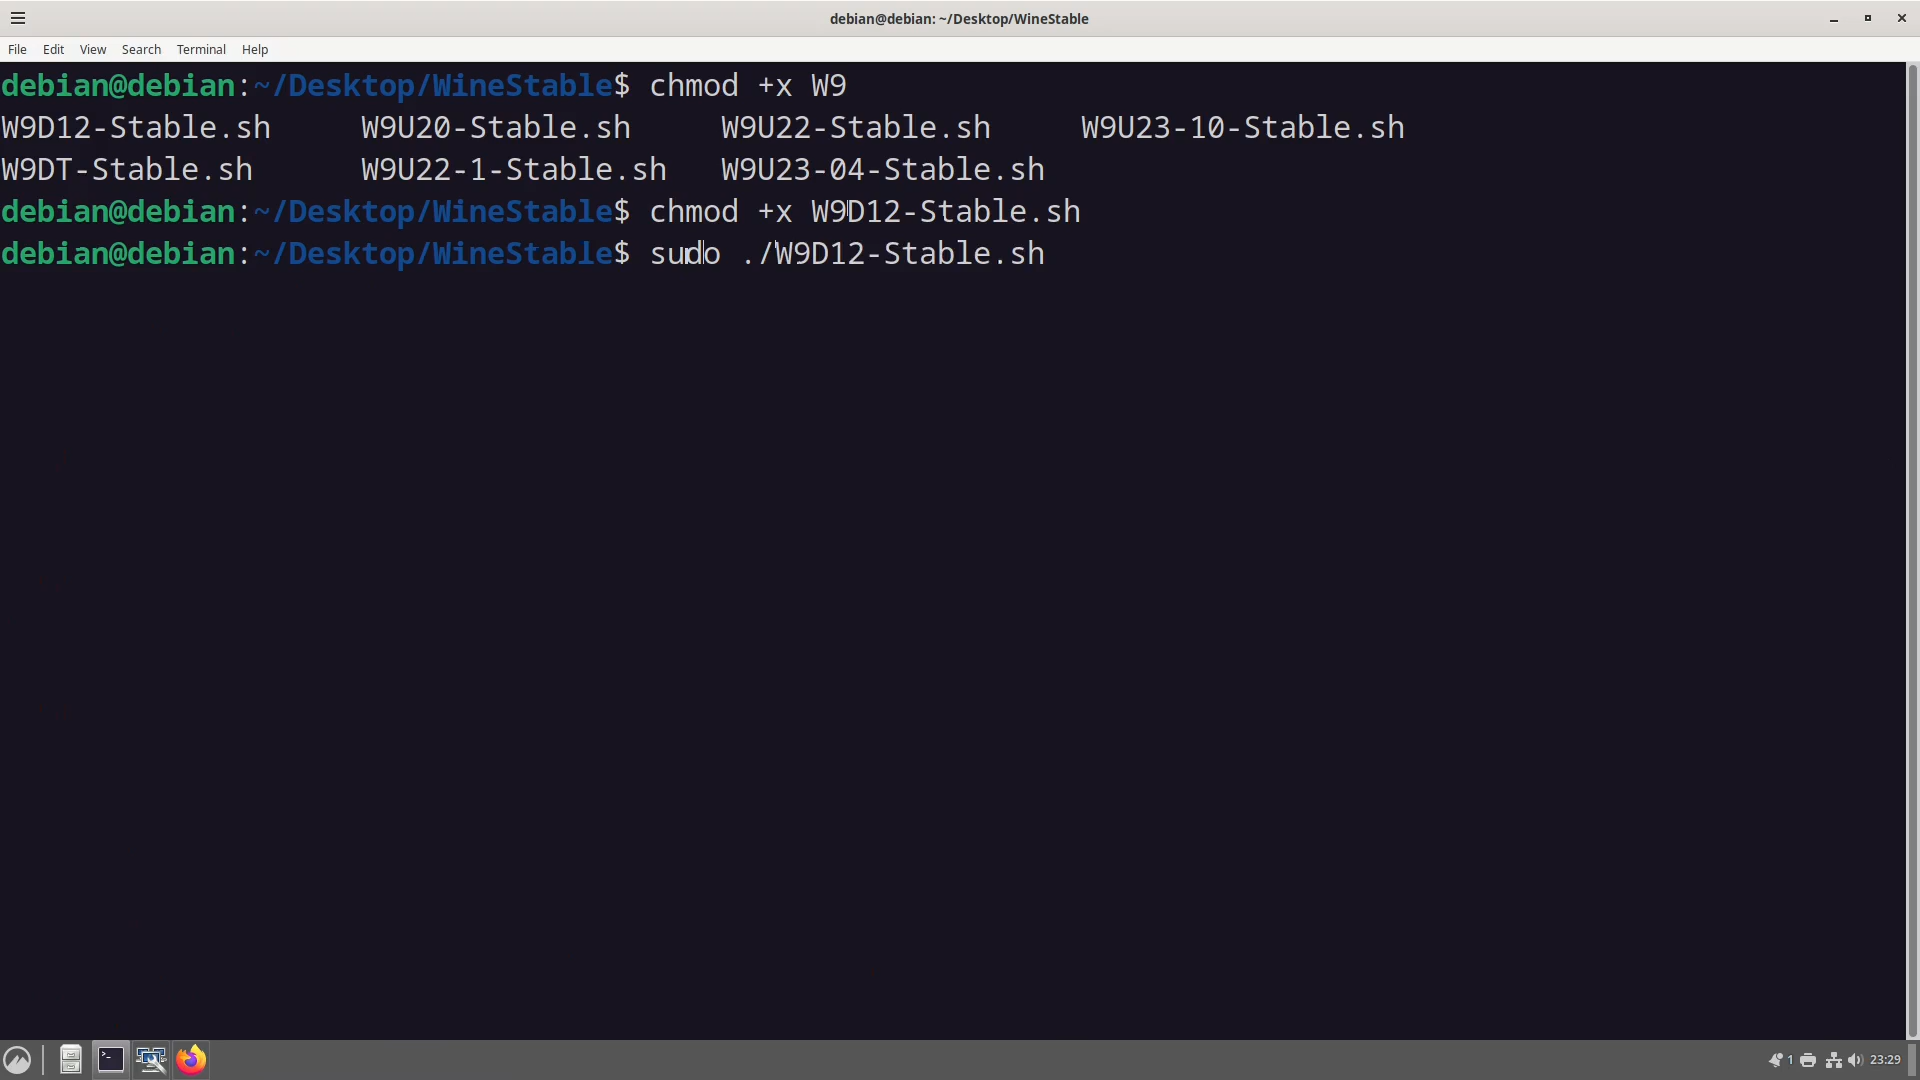 debian@debian: ~/Desktop/WineStable
File Edit View Search Terminal Help
debian@debian:~/Desktop/WineStable$ chmod +x W9
W9D12-Stable.sh W9U20-Stable.sh W9U22-Stable.sh W9U23-10-Stable.sh
W9DT-Stable.sh W9U22-1-Stable.sh W9U23-04-Stable.sh
debian@debian:~/Desktop/WineStable$ chmod +x W9D12-Stable.sh
debian@debian:~/Desktop/WineStable$ sudo ./W9D12-Stable.sh
1 23:29